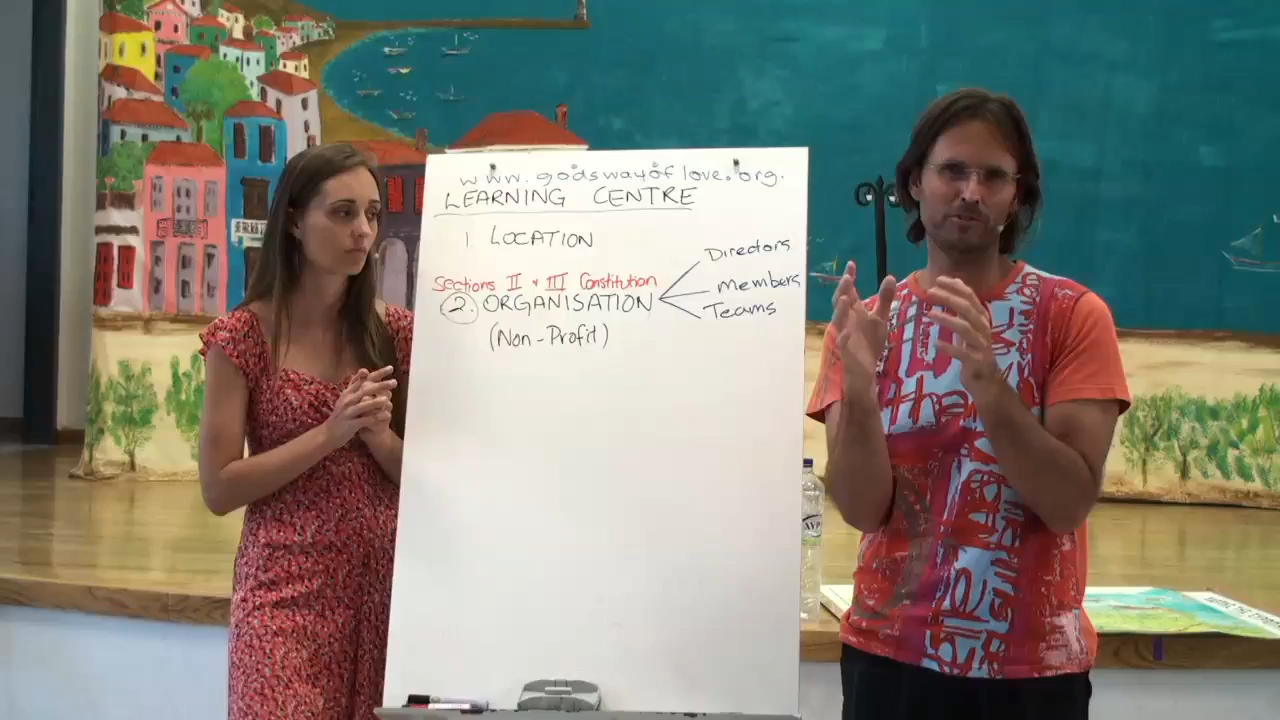 www.godswayoflove.org.
LEARNING CENTRE
1. LOCATION
Directors
Sections II + III Constitution
members
2. ORGANISATION
Teams
(Non-Profit)